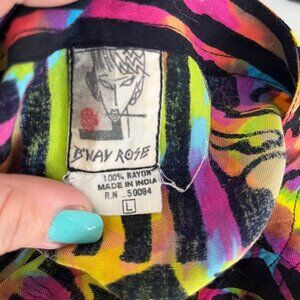 B'WAY ROSE
100% RAYON
MADE IN INDIA
R.N. 50084
L